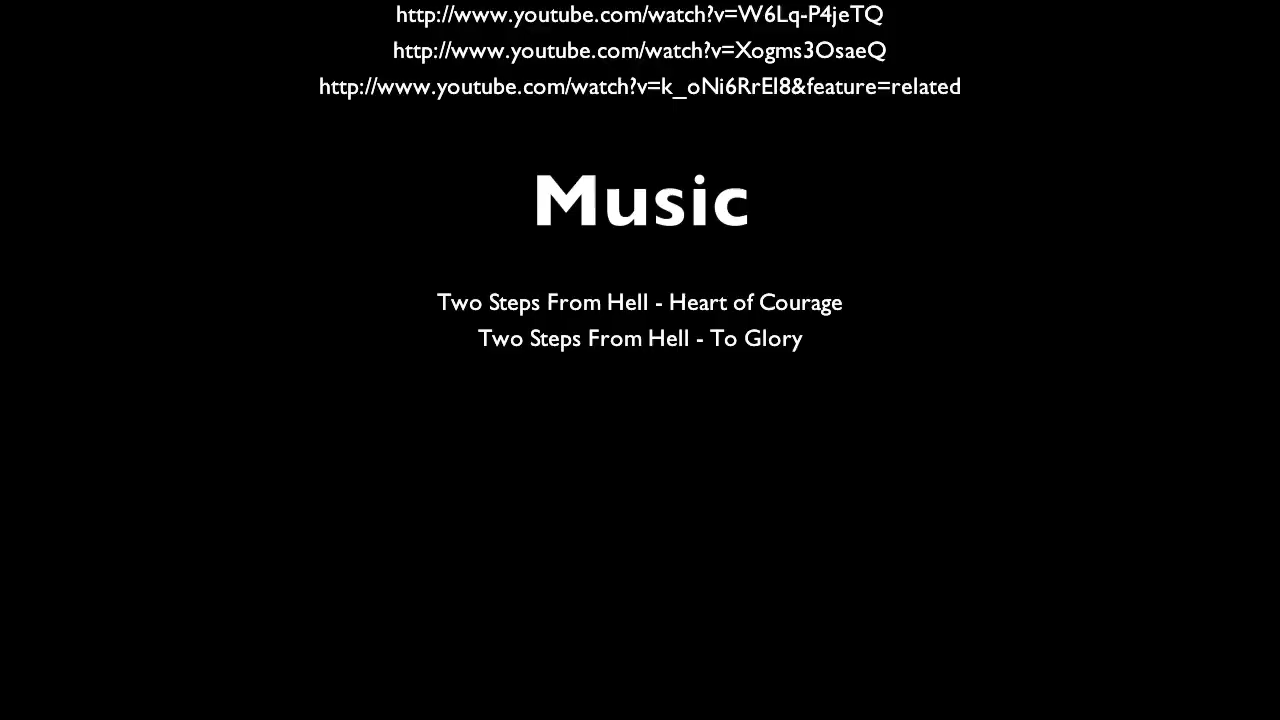 http://www.youtube.com/watch?v=W6Lq-P4jeTQ
http://www.youtube.com/watch?v=Xogms3OsaeQ
http://www.youtube.com/watch?v=k_oNi6RrEl8&feature=related
Music
Two Steps From Hell - Heart of Courage
Two Steps From Hell - To Glory